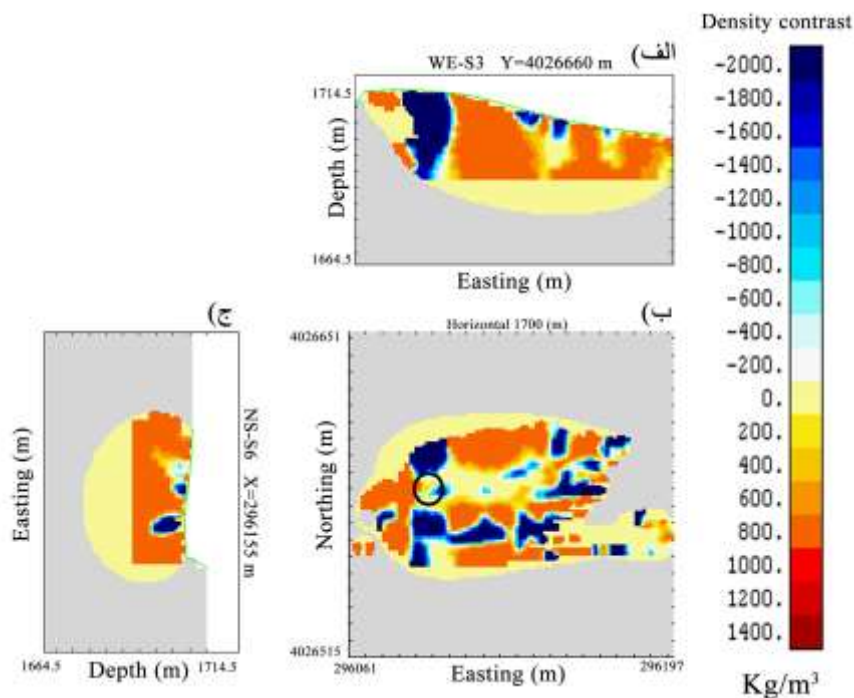 Density contrast
الف)
WE-S3 Y=4026660 m
1714.5
Depth (m)
1664.5
Easting (m)
-2000.
-1800.
-1600.
-1400.
-1200.
-1000.
-800.
-600.
-400.
-200.
0.
200.
400.
600.
800.
1000.
1200.
1400.
Kg/m³
ج)
Easting (m)
NS-S6 X=296155 m
1664.5
1714.5
Depth (m)
ب)
Horizontal 1700 (m)
4026651
Northing (m)
4026515
296061
296197
Easting (m)